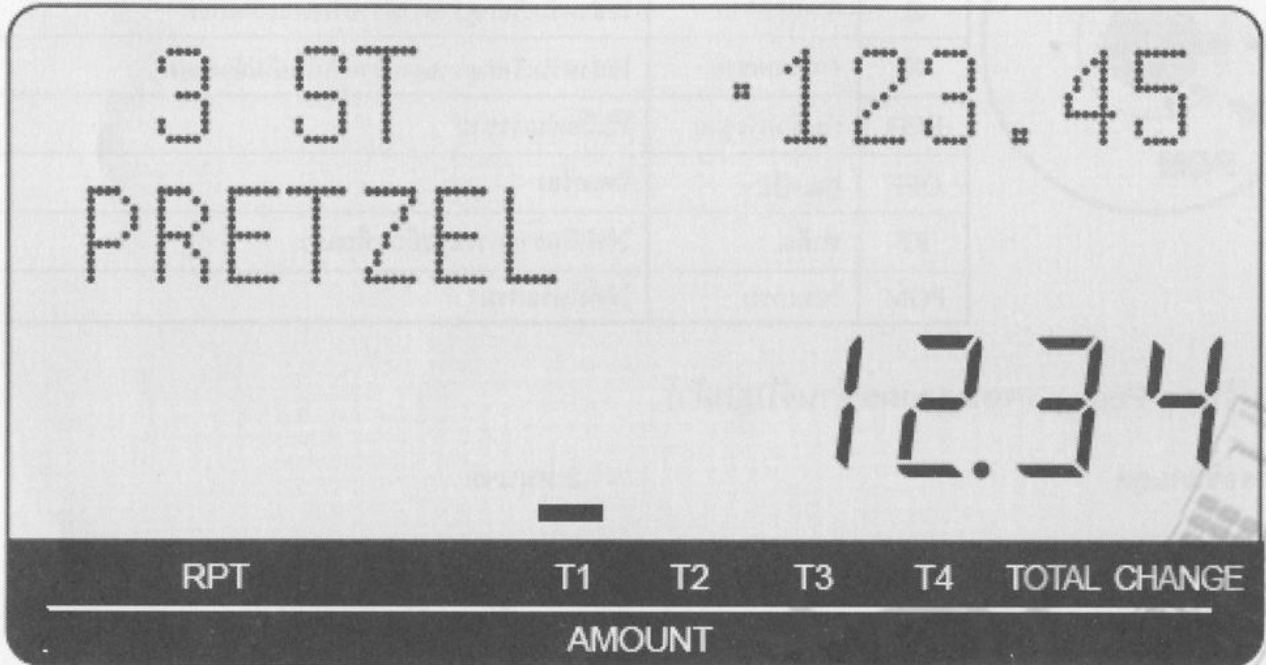 3 ST ·123.45
PRETZEL
12.34
RPT T1 T2 T3 T4 TOTAL CHANGE
AMOUNT